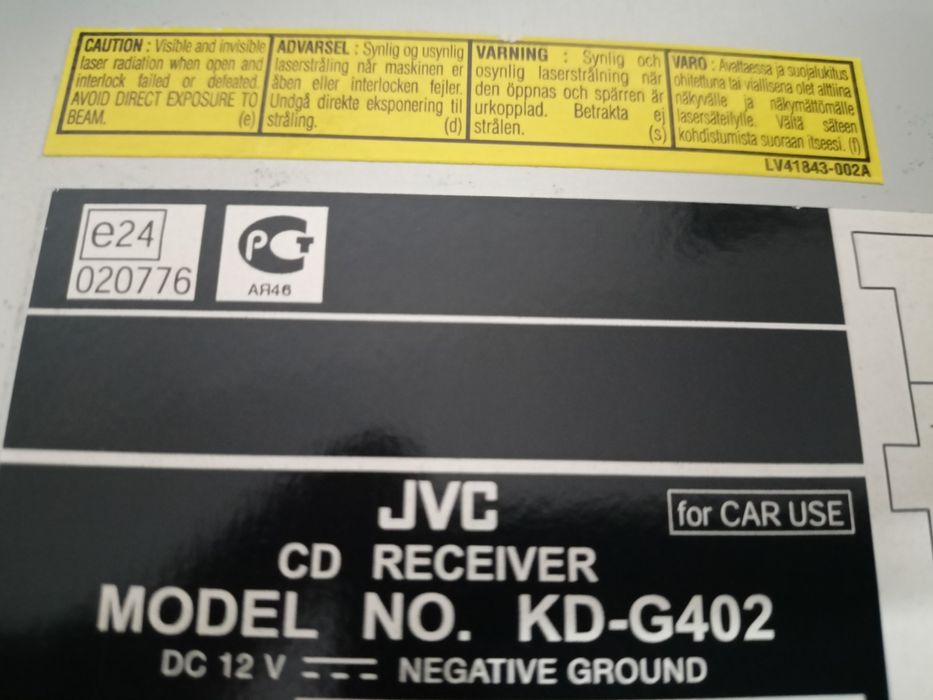 CAUTION : Visible and invisible
laser radiation when open and
interlock failed or defeated.
AVOID DIRECT EXPOSURE TO
BEAM. (e)
ADVARSEL : Synlig og usynlig
laserstråling når maskinen er
åben eller interlocken fejler.
Undgå direkte eksponering til
stråling. (d)
VARNING : Synlig och
osynlig laserstrålning när
den öppnas och spärren är
urkopplad. Betrakta ej
strålen. (s)
VARO : Avattaessa ja suojalukitus
ohitettuna tai viallisena olet alttiina
näkyvälle ja näkymättömälle
lasersäteilylle. Vältä säteen
kohdistumista suoraan itseesi. (f)
LV41843-002A
e24
020776
РСТ
АЯ46
JVC
for CAR USE
CD RECEIVER
MODEL NO. KD-G402
DC 12 V ⎓ NEGATIVE GROUND